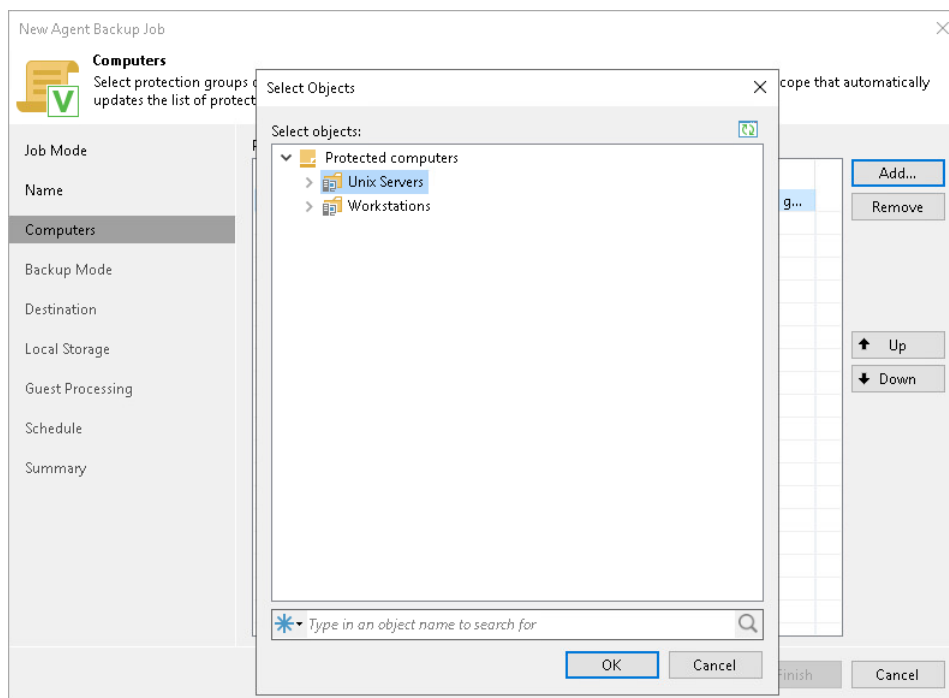 New Agent Backup Job
Computers
Select protection groups
cope that automatically
updates the list of protect
Job Mode
Name
Computers
Backup Mode
Destination
Local Storage
Guest Processing
Schedule
Summary
Select Objects
Select objects:
Protected computers
Unix Servers
Workstations
Type in an object name to search for
OK
Cancel
Add...
g...
Remove
Up
Down
Finish
Cancel